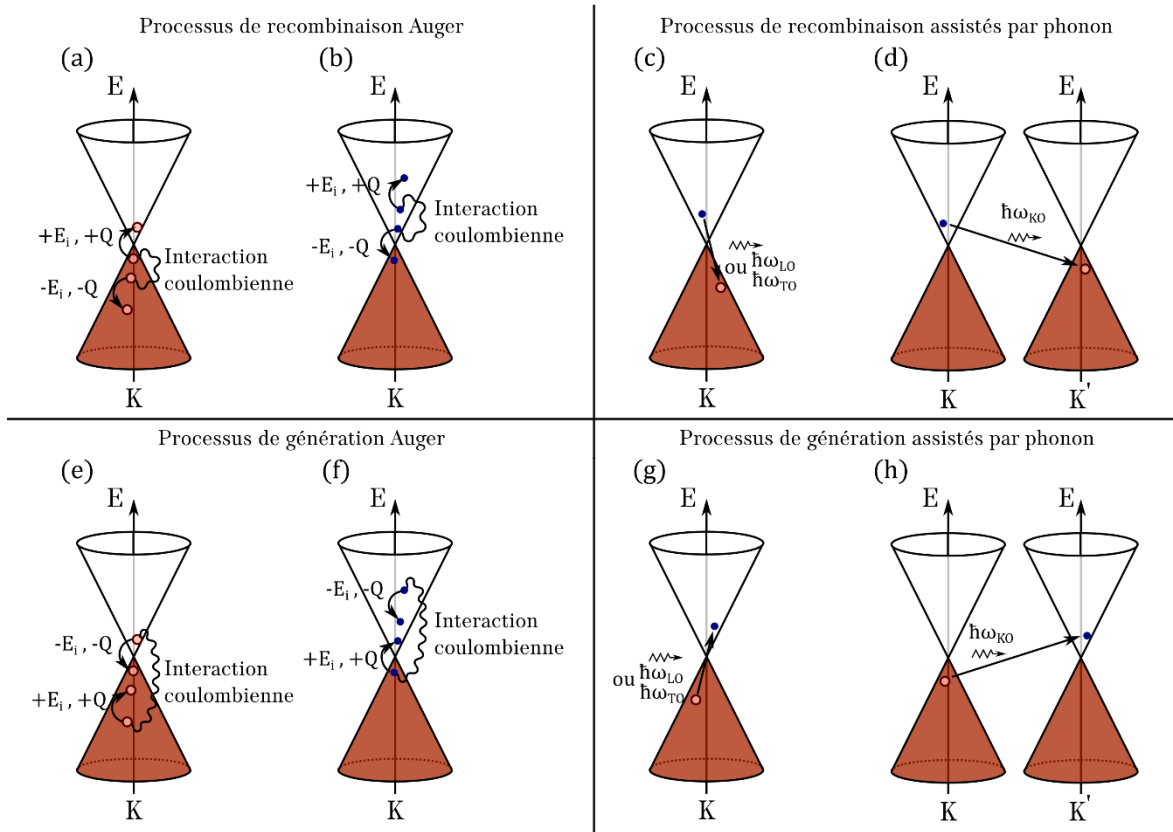 Processus de recombinaison Auger
Processus de recombinaison assistés par phonon
(a)
(b)
(c)
(d)
E
E
E
E
E
+Eᵢ , +Q
-Eᵢ, -Q
Interaction
coulombienne
+Eᵢ , +Q
-Eᵢ, -Q
Interaction
coulombienne
ou ħω_LO
ħω_TO
ħω_KO
K
K
K
K
K'
Processus de génération Auger
Processus de génération assistés par phonon
(e)
(f)
(g)
(h)
E
E
E
E
E
-Eᵢ , -Q
+Eᵢ, +Q
Interaction
coulombienne
-Eᵢ, -Q
+Eᵢ, +Q
Interaction
coulombienne
ou ħω_LO
ħω_TO
ħω_KO
K
K
K
K
K'